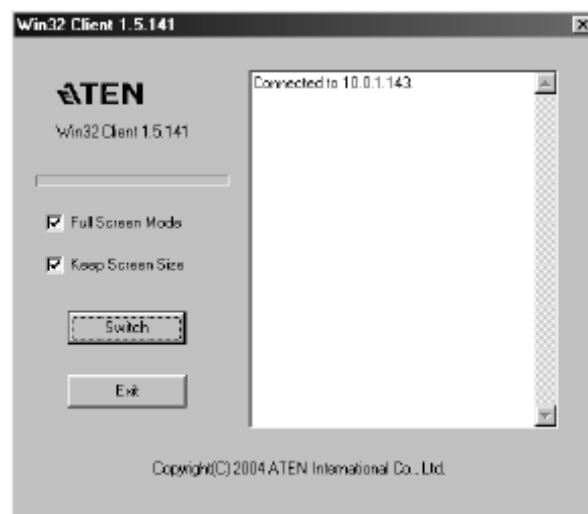 Win32 Client 1.5.141
ATEN
Win32 Client 1.5.141
Connected to 10.0.1.143.
Full Screen Mode
Keep Screen Size
Switch
Exit
Copyright(C) 2004 ATEN International Co., Ltd.